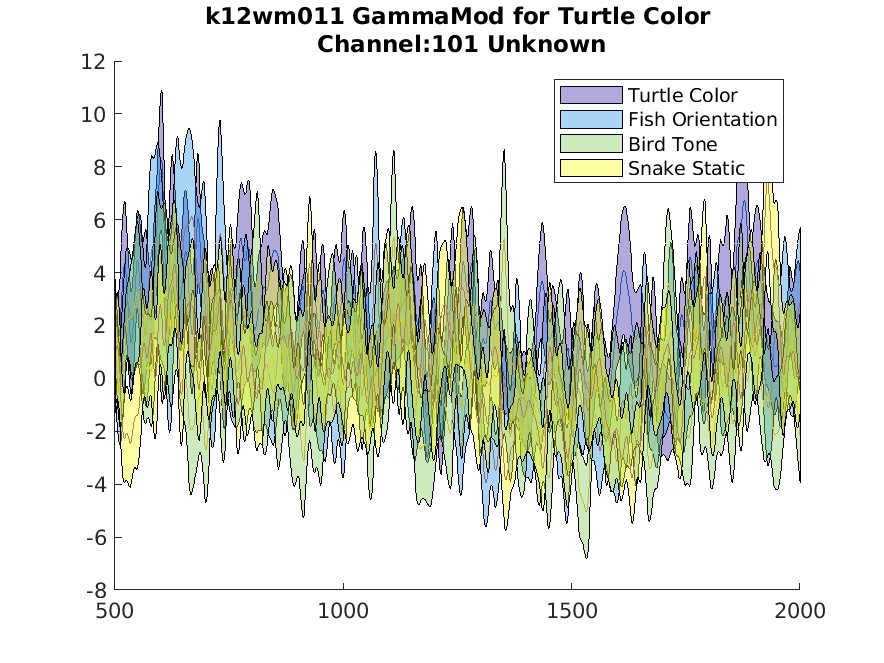 k12wm011 GammaMod for Turtle Color
Channel:101 Unknown
12
10
8
6
4
2
0
-2
-4
-6
-8
500
1000
1500
2000
Turtle Color
Fish Orientation
Bird Tone
Snake Static